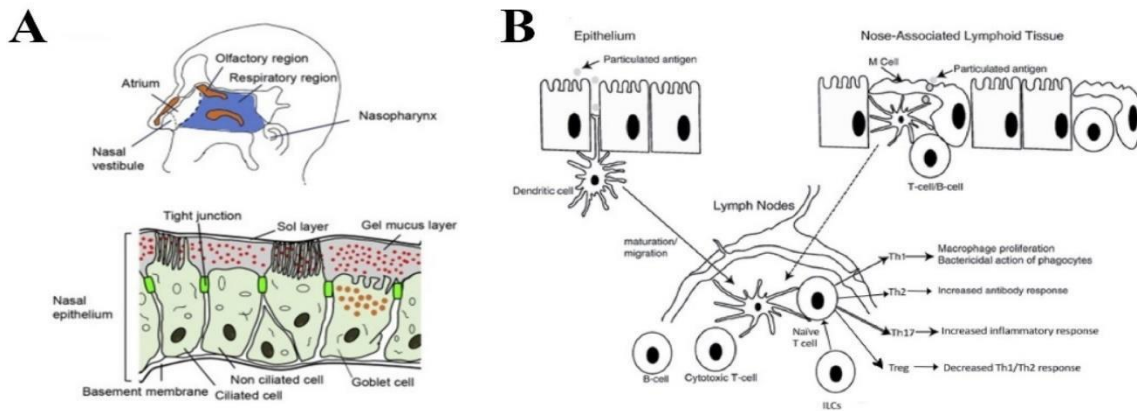 A
Olfactory region
Respiratory region
Atrium
Nasopharynx
Nasal
vestibule
Tight junction
Sol layer
Gel mucus layer
Nasal
epithelium
Non ciliated cell
Goblet cell
Basement membrane
Ciliated cell
B
Epithelium
Particulated antigen
Dendritic cell
Nose-Associated Lymphoid Tissue
M Cell
Particulated antigen
T-cell/B-cell
Lymph Nodes
maturation/
migration
Th1
Macrophage proliferation
Bactericidal action of phagocytes
Th2
Increased antibody response
Th17
Increased inflammatory response
Treg
Decreased Th1/Th2 response
Naïve
T cell
B-cell
Cytotoxic T-cell
ILCs